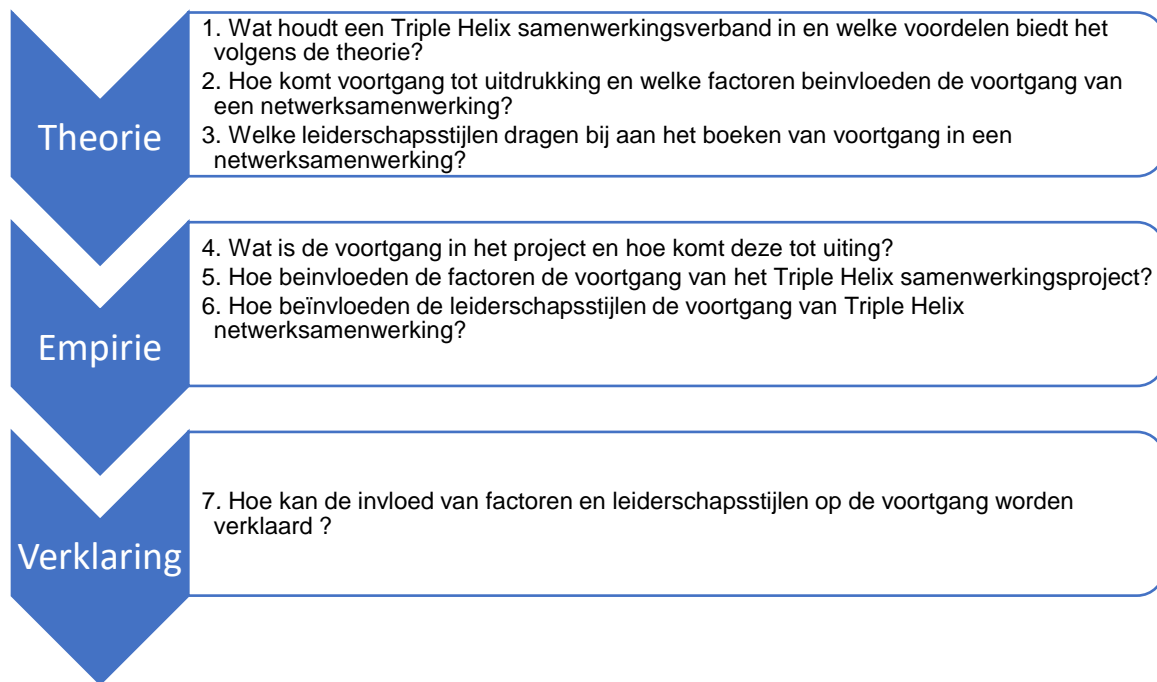 Theorie
1. Wat houdt een Triple Helix samenwerkingsverband in en welke voordelen biedt het
volgens de theorie?
2. Hoe komt voortgang tot uitdrukking en welke factoren beinvloeden de voortgang van
een netwerksamenwerking?
3. Welke leiderschapsstijlen dragen bij aan het boeken van voortgang in een
netwerksamenwerking?
Empirie
4. Wat is de voortgang in het project en hoe komt deze tot uiting?
5. Hoe beinvloeden de factoren de voortgang van het Triple Helix samenwerkingsproject?
6. Hoe beïnvloeden de leiderschapsstijlen de voortgang van Triple Helix
netwerksamenwerking?
Verklaring
7. Hoe kan de invloed van factoren en leiderschapsstijlen op de voortgang worden
verklaard ?